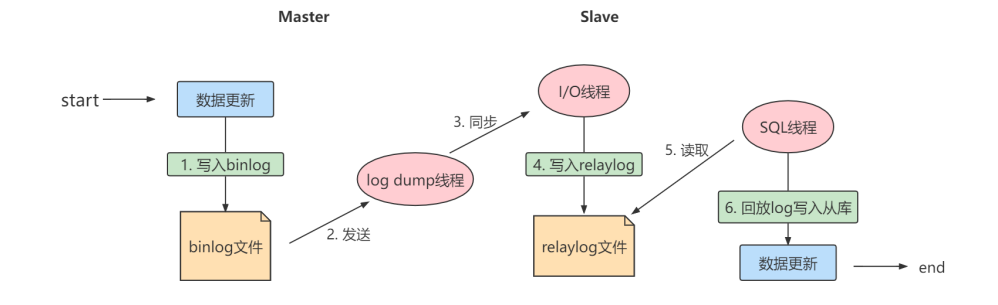 Master
Slave
start
数据更新
1. 写入binlog
binlog文件
2. 发送
log dump线程
3. 同步
I/O线程
4. 写入relaylog
relaylog文件
5. 读取
SQL线程
6. 回放log写入从库
数据更新
end